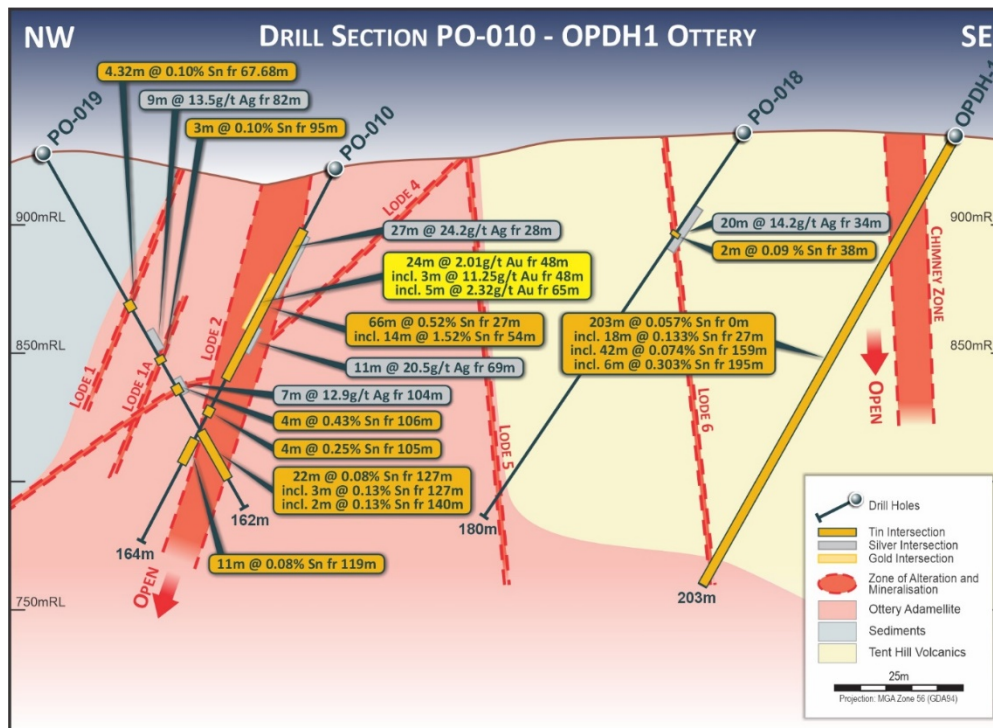 NW
DRILL SECTION PO-010 - OPDH1 OTTERY
SE
4.32m @ 0.10% Sn fr 67.68m
9m @ 13.5g/t Ag fr 82m
3m @ 0.10% Sn fr 95m
PO-019
PO-010
PO-018
OPDH-1
900mRL
850mRL
750mRL
900mRL
850mRL
LODE 1
LODE 1A
LODE 2
LODE 4
LODE 5
LODE 6
CHIMNEY ZONE
27m @ 24.2g/t Ag fr 28m
24m @ 2.01g/t Au fr 48m
incl. 3m @ 11.25g/t Au fr 48m
incl. 5m @ 2.32g/t Au fr 65m
66m @ 0.52% Sn fr 27m
incl. 14m @ 1.52% Sn fr 54m
11m @ 20.5g/t Ag fr 69m
7m @ 12.9g/t Ag fr 104m
4m @ 0.43% Sn fr 106m
4m @ 0.25% Sn fr 105m
22m @ 0.08% Sn fr 127m
incl. 3m @ 0.13% Sn fr 127m
incl. 2m @ 0.13% Sn fr 140m
11m @ 0.08% Sn fr 119m
20m @ 14.2g/t Ag fr 34m
2m @ 0.09 % Sn fr 38m
203m @ 0.057% Sn fr 0m
incl. 18m @ 0.133% Sn fr 27m
incl. 42m @ 0.074% Sn fr 159m
incl. 6m @ 0.303% Sn fr 195m
OPEN
OPEN
164m
162m
180m
203m
Drill Holes
Tin Intersection
Silver Intersection
Gold Intersection
Zone of Alteration and
Mineralisation
Ottery Adamellite
Sediments
Tent Hill Volcanics
25m
Projection: MGA Zone 56 (GDA94)